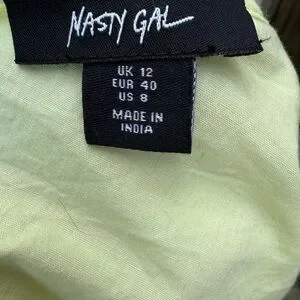 NASTY GAL
UK 12
EUR 40
US 8
MADE IN
INDIA